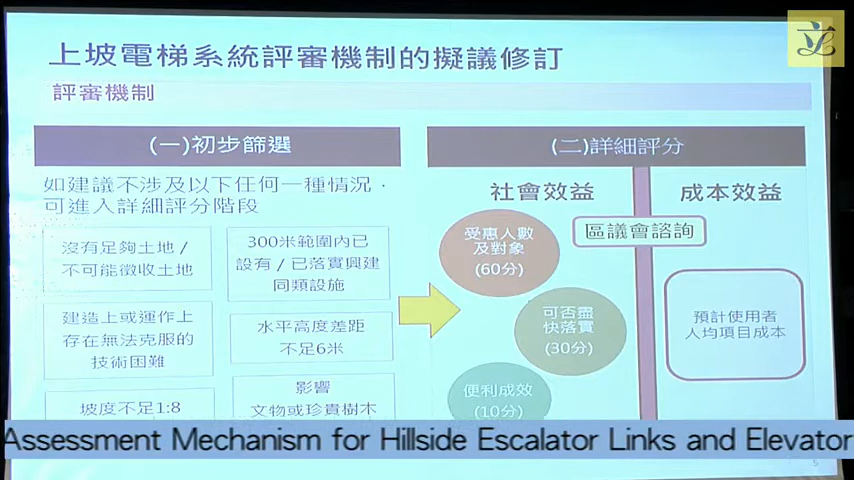 上坡電梯系統評審機制的擬議修訂
評審機制
(一)初步篩選
如建議不涉及以下任何一種情況，
可進入詳細評分階段
沒有足夠土地 /
不可能徵收土地
300米範圍內已
設有 / 已落實興建
同類設施
建造上或運作上
存在無法克服的
技術困難
水平高度差距
不足6米
坡度不足1:8
影響
文物或珍貴樹木
(二)詳細評分
社會效益
成本效益
區議會諮詢
受惠人數
及對象
(60分)
可否盡
快落實
(30分)
便利成效
(10分)
預計使用者
人均項目成本
Assessment Mechanism for Hillside Escalator Links and Elevator
5